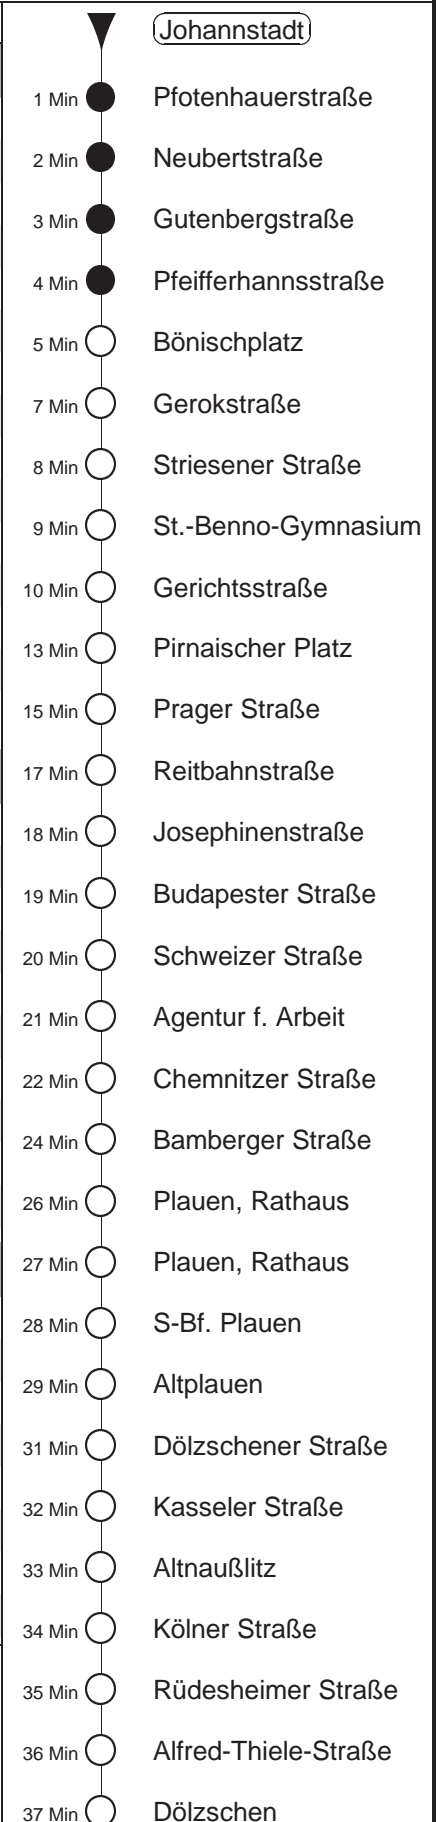 Johannstadt
1 Min Pfotenhauerstraße
2 Min Neubertstraße
3 Min Gutenbergstraße
4 Min Pfeifferhannsstraße
5 Min Bönischplatz
7 Min Gerokstraße
8 Min Striesener Straße
9 Min St.-Benno-Gymnasium
10 Min Gerichtsstraße
13 Min Pirnaischer Platz
15 Min Prager Straße
17 Min Reitbahnstraße
18 Min Josephinenstraße
19 Min Budapester Straße
20 Min Schweizer Straße
21 Min Agentur f. Arbeit
22 Min Chemnitzer Straße
24 Min Bamberger Straße
26 Min Plauen, Rathaus
27 Min Plauen, Rathaus
28 Min S-Bf. Plauen
29 Min Altplauen
31 Min Dölzschener Straße
32 Min Kasseler Straße
33 Min Altnaußlitz
34 Min Kölner Straße
35 Min Rüdesheimer Straße
36 Min Alfred-Thiele-Straße
37 Min Dölzschen